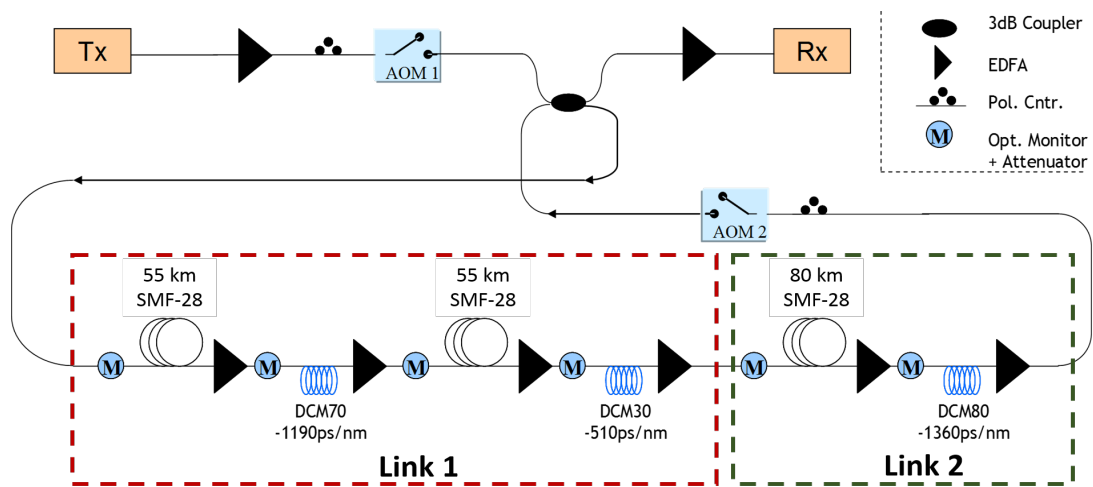 Tx
AOM 1
Rx
3dB Coupler
EDFA
Pol. Cntr.
M
Opt. Monitor
+ Attenuator
AOM 2
55 km
SMF-28
55 km
SMF-28
80 km
SMF-28
M
M
M
M
M
M
DCM70
-1190ps/nm
DCM30
-510ps/nm
DCM80
-1360ps/nm
Link 1
Link 2